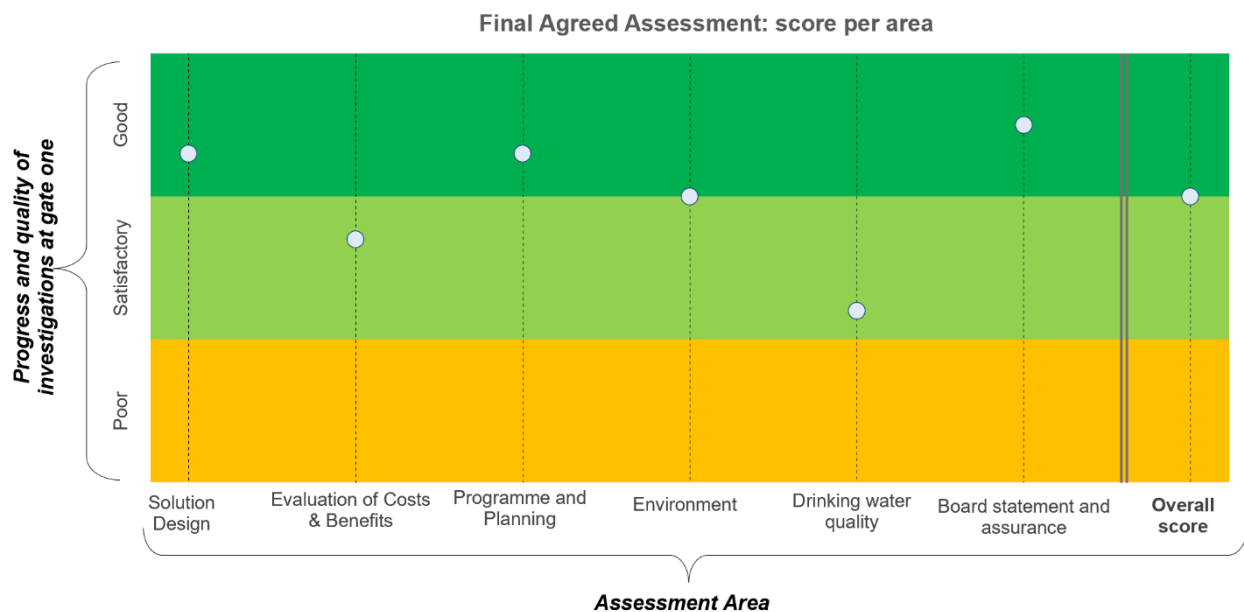 Final Agreed Assessment: score per area
Progress and quality of
investigations at gate one
Good
Satisfactory
Poor
Solution
Design
Evaluation of Costs
& Benefits
Programme and
Planning
Environment
Drinking water
quality
Board statement and
assurance
Overall
score
Assessment Area